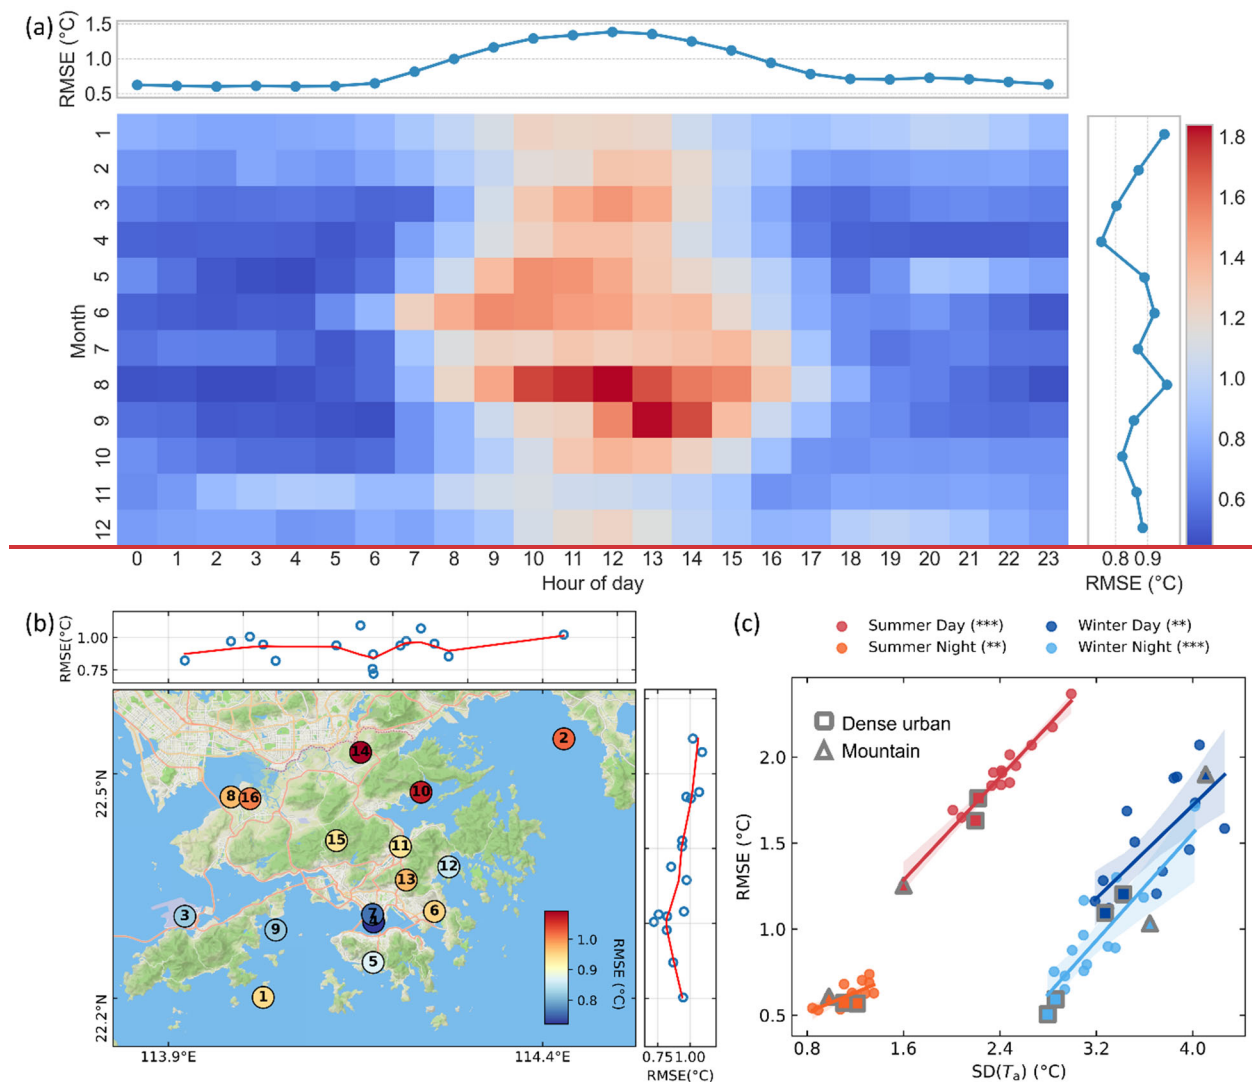 (a)
RMSE (°C)
1.5
1.0
0.5
Month
1
2
3
4
5
6
7
8
9
10
11
12
0 1 2 3 4 5 6 7 8 9 10 11 12 13 14 15 16 17 18 19 20 21 22 23
Hour of day
0.8 0.9
RMSE (°C)
1.8
1.6
1.4
1.2
1.0
0.8
0.6
(b)
RMSE(°C)
1.00
0.75
22.5°N
22.2°N
113.9°E 114.4°E
14
2
8
16
10
15
11
12
13
3
7
4
6
9
5
1
1.0
0.9
0.8
RMSE (°C)
0.75 1.00
RMSE(°C)
(c)
Summer Day (***) Winter Day (**)
Summer Night (**) Winter Night (***)
Dense urban
Mountain
RMSE (°C)
2.0
1.5
1.0
0.5
0.8 1.6 2.4 3.2 4.0
SD(Ta) (°C)